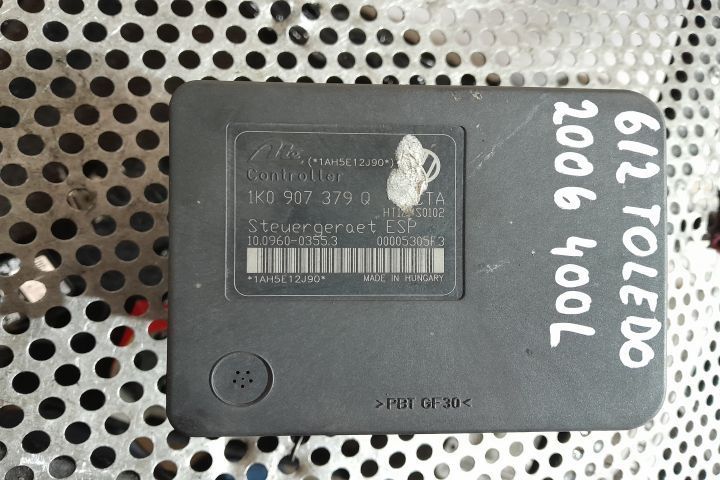 Ate (*1AH5E12J90*)
Controller
1K0 907 379 Q
Steuergeraet ESP
10.0960-0355.3 00005305F3
*1AH5E12J90* MADE IN HUNGARY
>PBT GF30<
612 TOLEDO
2006 400L